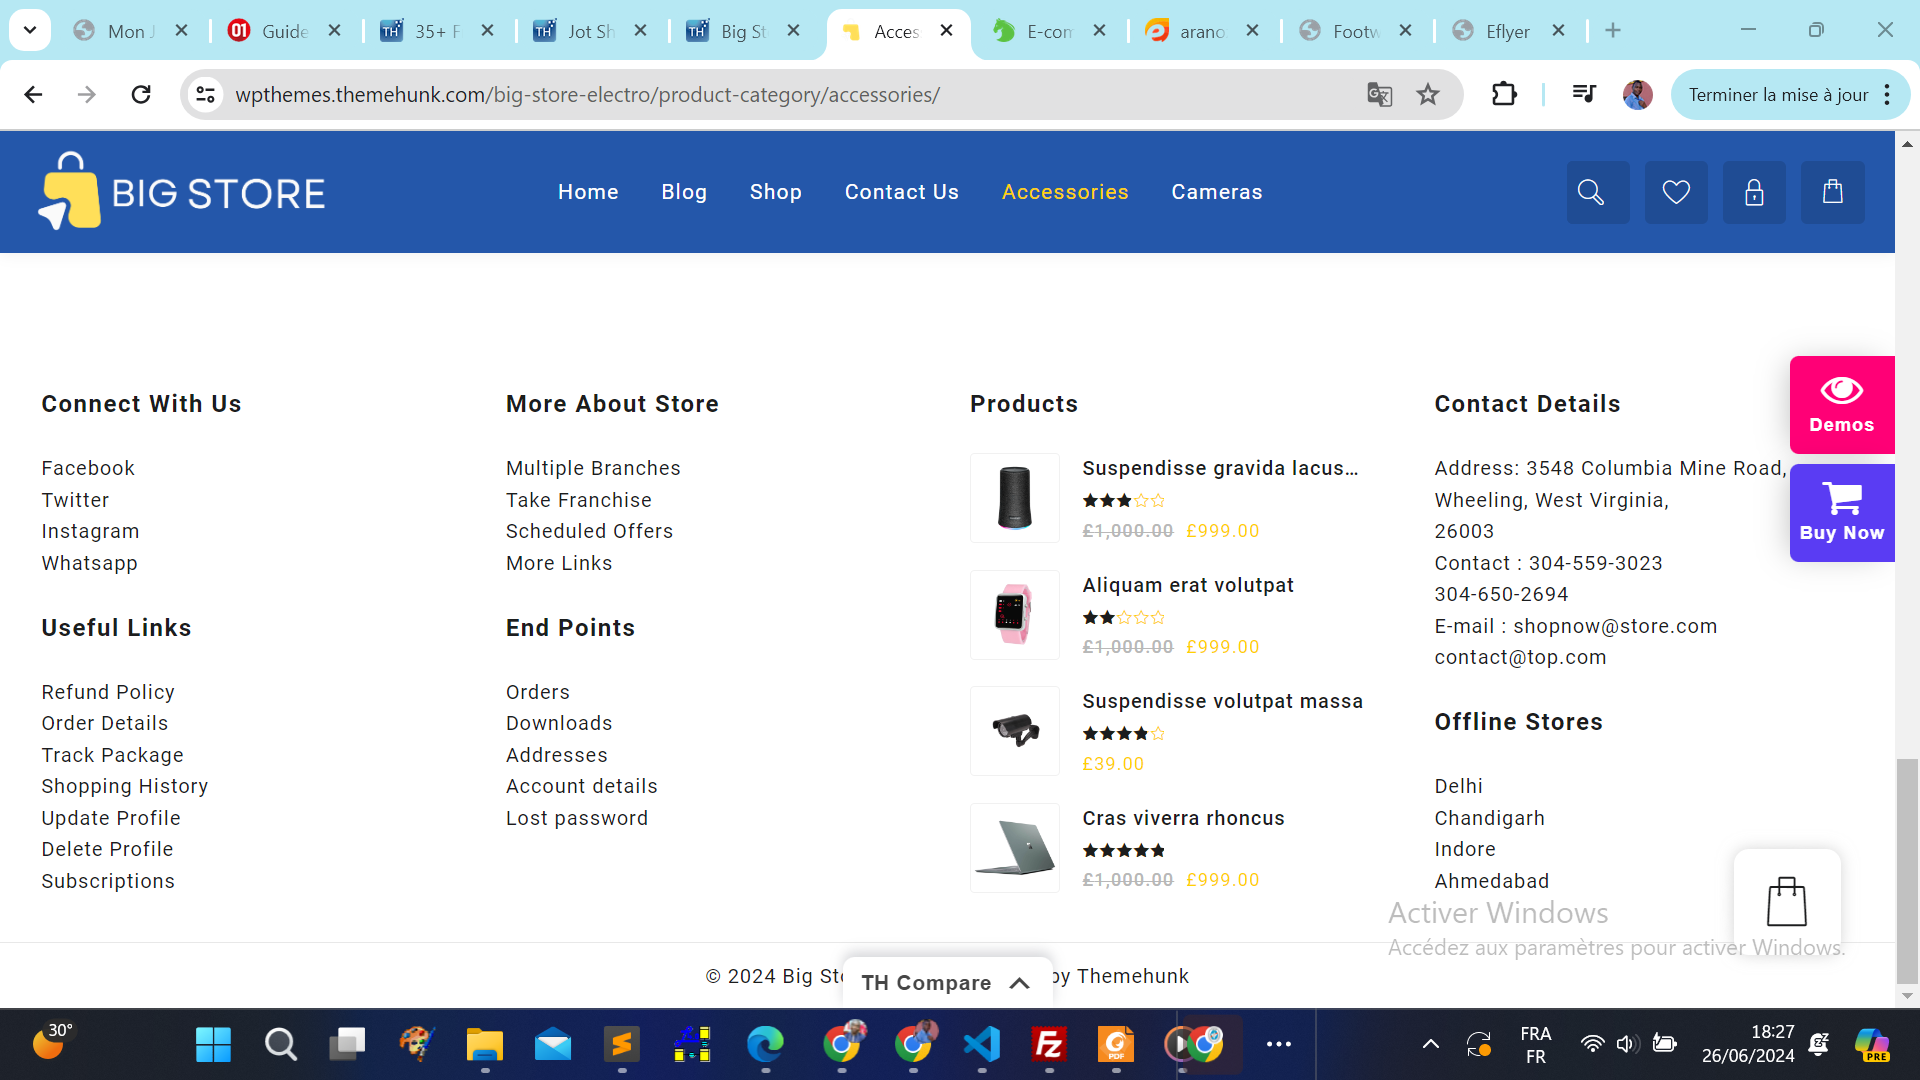 Mon J
Guide
35+ F
Jot Sh
Big St
Acces
E-com
arano
Footw
Eflyer
wpthemes.themehunk.com/big-store-electro/product-category/accessories/
Terminer la mise à jour
BIG STORE
Home
Blog
Shop
Contact Us
Accessories
Cameras
Connect With Us
Facebook
Twitter
Instagram
Whatsapp
Useful Links
Refund Policy
Order Details
Track Package
Shopping History
Update Profile
Delete Profile
Subscriptions
More About Store
Multiple Branches
Take Franchise
Scheduled Offers
More Links
End Points
Orders
Downloads
Addresses
Account details
Lost password
Products
Suspendisse gravida lacus...
£1,000.00 £999.00
Aliquam erat volutpat
£1,000.00 £999.00
Suspendisse volutpat massa
£39.00
Cras viverra rhoncus
£1,000.00 £999.00
Contact Details
Address: 3548 Columbia Mine Road,
Wheeling, West Virginia,
26003
Contact : 304-559-3023
304-650-2694
E-mail : shopnow@store.com
contact@top.com
Offline Stores
Delhi
Chandigarh
Indore
Ahmedabad
Demos
Buy Now
Activer Windows
Accédez aux paramètres pour activer Windows.
© 2024 Big Sto
TH Compare
by Themehunk
30°
FRA
FR
18:27
26/06/2024
PRE